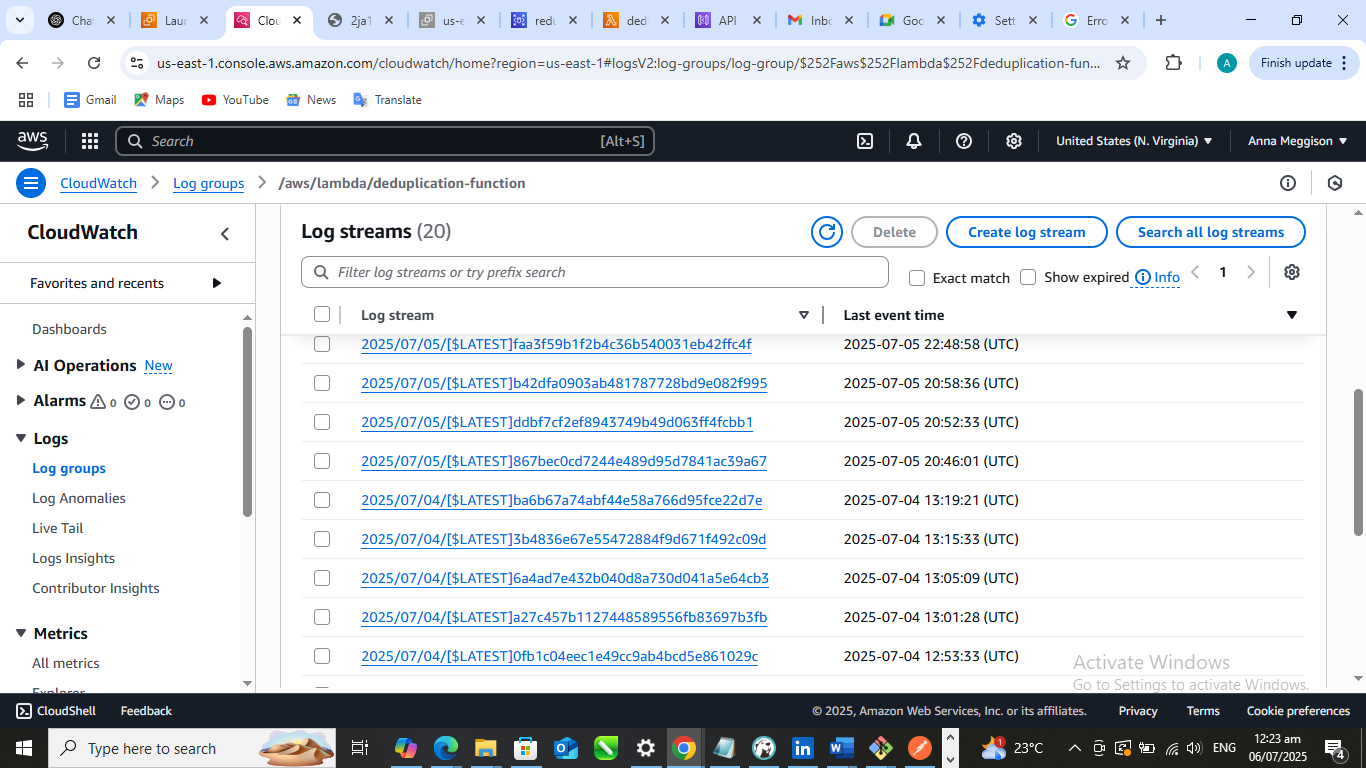 Chat
Laun
Clou
2ja1
us-e
redu
ded
API
Inbo
Goo
Sett
Erro
us-east-1.console.aws.amazon.com/cloudwatch/home?region=us-east-1#logsV2:log-groups/log-group/$252Faws$252Flambda$252Fdeduplication-fun...
A
Finish update
Gmail
Maps
YouTube
News
Translate
aws
Search
[Alt+S]
United States (N. Virginia)
Anna Meggison
CloudWatch
Log groups
/aws/lambda/deduplication-function
CloudWatch
Favorites and recents
Dashboards
AI Operations New
Alarms 0 0 0
Logs
Log groups
Log Anomalies
Live Tail
Logs Insights
Contributor Insights
Metrics
All metrics
Explorer
Log streams (20)
Delete
Create log stream
Search all log streams
Filter log streams or try prefix search
Exact match
Show expired
Info
1
Log stream
Last event time
2025/07/05/[$LATEST]faa3f59b1f2b4c36b540031eb42ffc4f 2025-07-05 22:48:58 (UTC)
2025/07/05/[$LATEST]b42dfa0903ab481787728bd9e082f995 2025-07-05 20:58:36 (UTC)
2025/07/05/[$LATEST]ddbf7cf2ef8943749b49d063ff4fcbb1 2025-07-05 20:52:33 (UTC)
2025/07/05/[$LATEST]867bec0cd7244e489d95d7841ac39a67 2025-07-05 20:46:01 (UTC)
2025/07/04/[$LATEST]ba6b67a74abf44e58a766d95fce22d7e 2025-07-04 13:19:21 (UTC)
2025/07/04/[$LATEST]3b4836e67e55472884f9d671f492c09d 2025-07-04 13:15:33 (UTC)
2025/07/04/[$LATEST]6a4ad7e432b040d8a730d041a5e64cb3 2025-07-04 13:05:09 (UTC)
2025/07/04/[$LATEST]a27c457b1127448589556fb83697b3fb 2025-07-04 13:01:28 (UTC)
2025/07/04/[$LATEST]0fb1c04eec1e49cc9ab4bcd5e861029c 2025-07-04 12:53:33 (UTC)
Activate Windows
Go to Settings to activate Windows.
CloudShell
Feedback
© 2025, Amazon Web Services, Inc. or its affiliates.
Privacy
Terms
Cookie preferences
Type here to search
1
23°C
ENG
12:23 am
06/07/2025
4